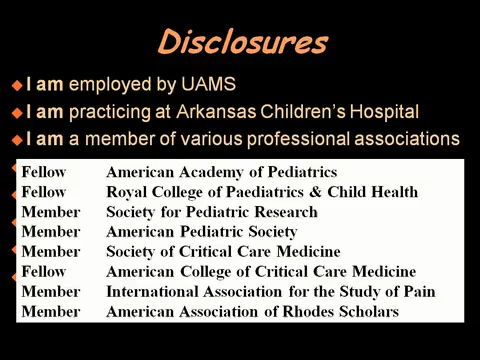 Disclosures
I am employed by UAMS
I am practicing at Arkansas Children's Hospital
I am a member of various professional associations
Fellow American Academy of Pediatrics
Fellow Royal College of Paediatrics & Child Health
Member Society for Pediatric Research
Member American Pediatric Society
Member Society of Critical Care Medicine
Fellow American College of Critical Care Medicine
Member International Association for the Study of Pain
Member American Association of Rhodes Scholars